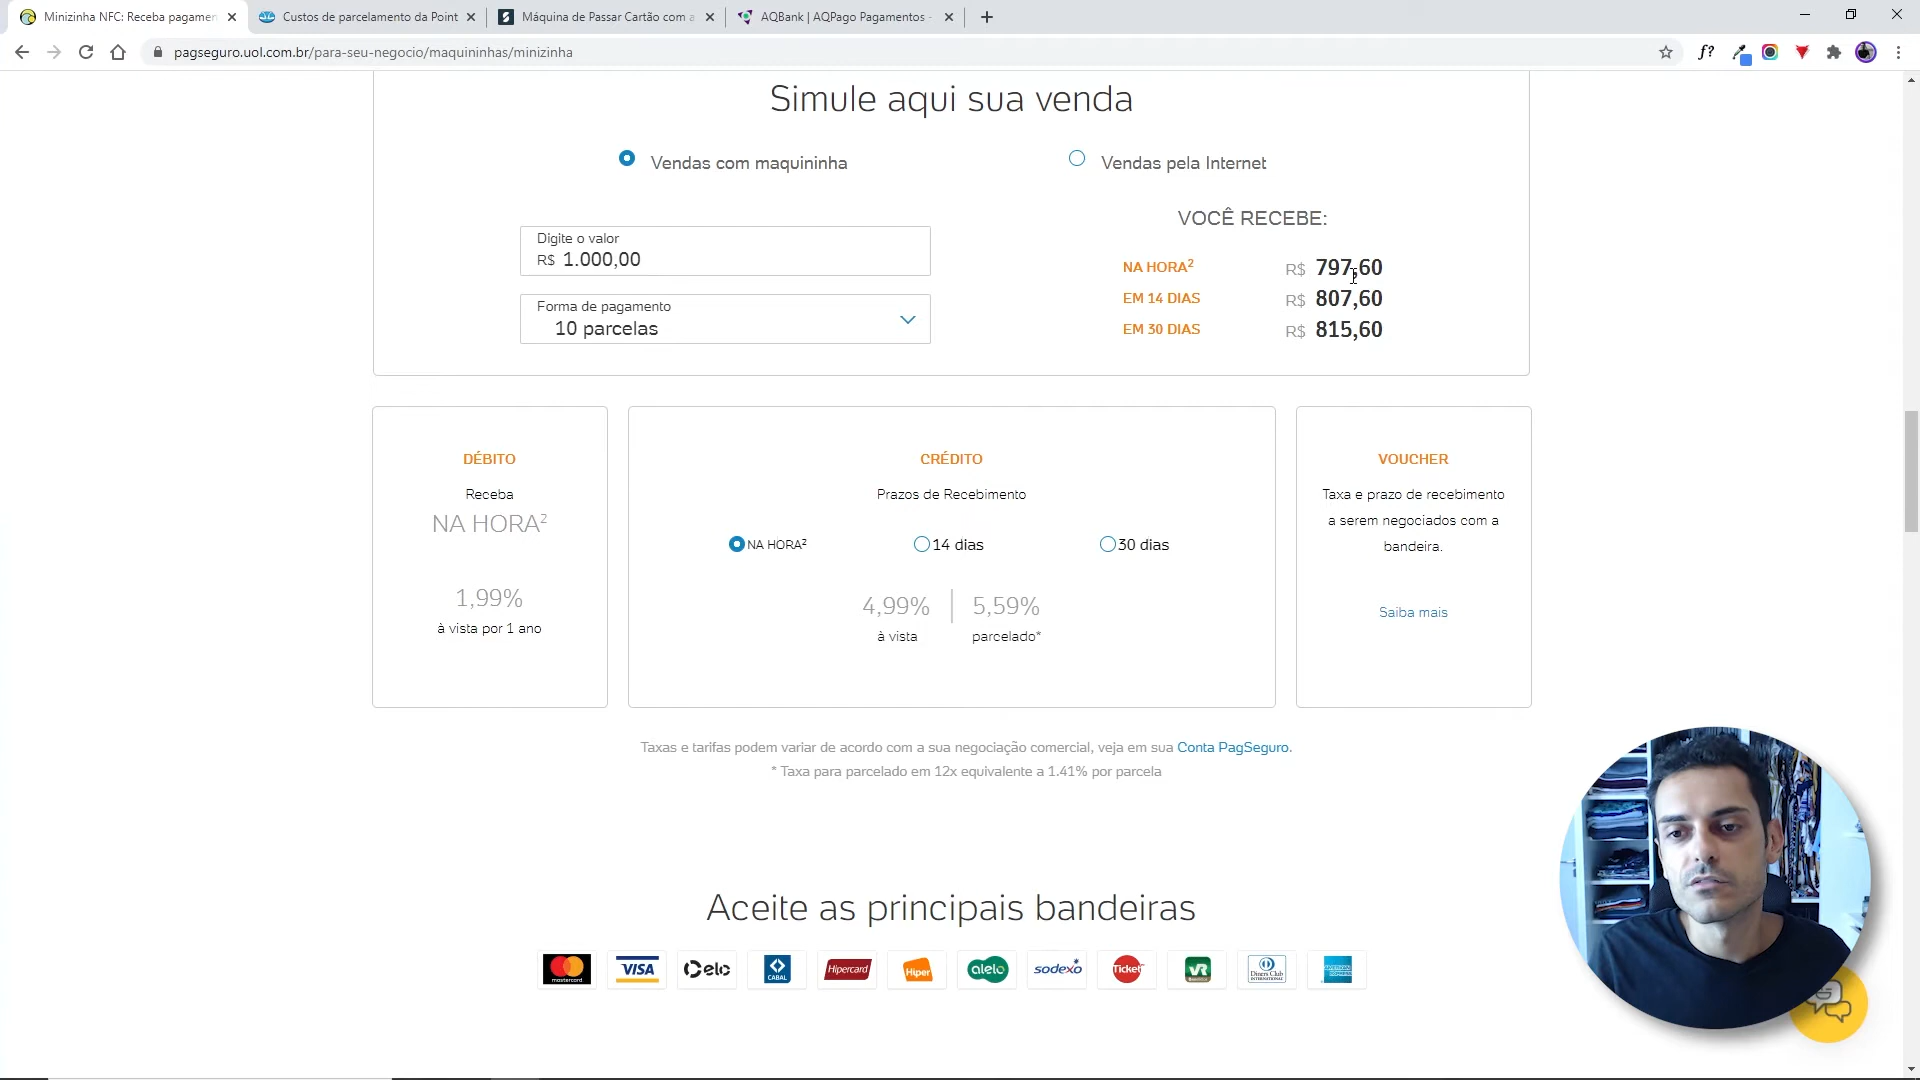 Minizinha NFC: Receba pagamen
Custos de parcelamento da Point
Máquina de Passar Cartão com a
AQBank | AQPago Pagamentos -
pagseguro.uol.com.br/para-seu-negocio/maquininhas/minizinha
f?
Simule aqui sua venda
Vendas com maquininha
Vendas pela Internet
VOCÊ RECEBE:
Digite o valor
R$ 1.000,00
NA HORA² R$ 797,60
EM 14 DIAS R$ 807,60
EM 30 DIAS R$ 815,60
Forma de pagamento
10 parcelas
DÉBITO
Receba
NA HORA²
1,99%
à vista por 1 ano
CRÉDITO
Prazos de Recebimento
NA HORA² 14 dias 30 dias
4,99% 5,59%
à vista parcelado*
VOUCHER
Taxa e prazo de recebimento
a serem negociados com a
bandeira.
Saiba mais
Taxas e tarifas podem variar de acordo com a sua negociação comercial, veja em sua Conta PagSeguro.
* Taxa para parcelado em 12x equivalente a 1.41% por parcela
Aceite as principais bandeiras
mastercard VISA elo CABAL Hipercard Hiper alelo sodexo Ticket VR Diners Club INTERNATIONAL AMERICAN EXPRESS